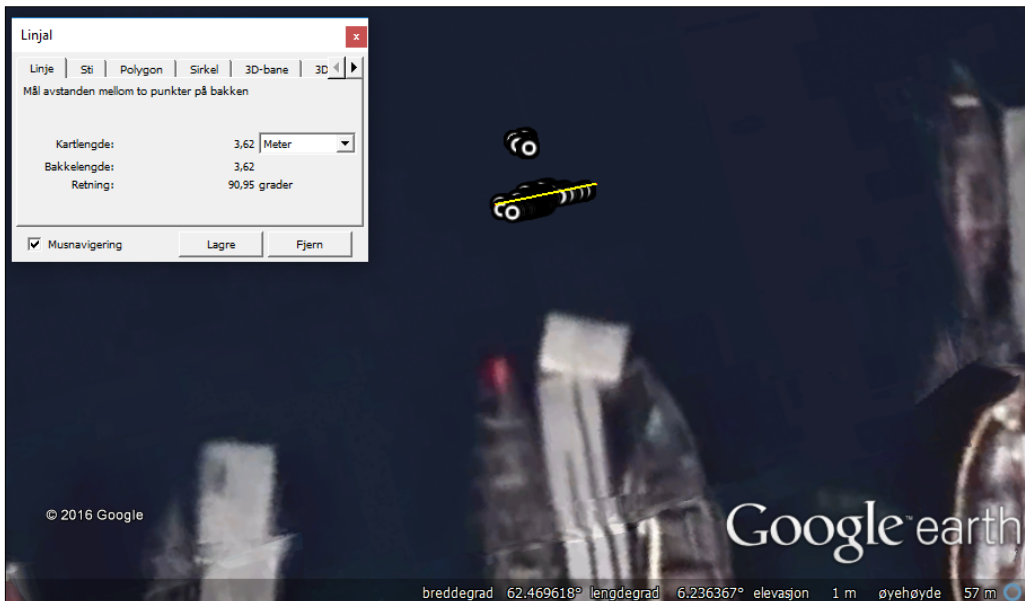 Linjal
x
Linje Sti Polygon Sirkel 3D-bane 3D
Mål avstanden mellom to punkter på bakken
Kartlengde: 3,62 Meter
Bakkelengde: 3,62
Retning: 90,95 grader
Musnavigering Lagre Fjern
© 2016 Google
Google earth
breddegrad 62.469618° lengdegrad 6.236367° elevasjon 1 m øyehøyde 57 m